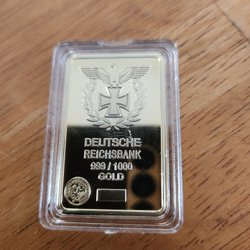 DEUTSCHE
REICHSBANK
999 / 1000
GOLD